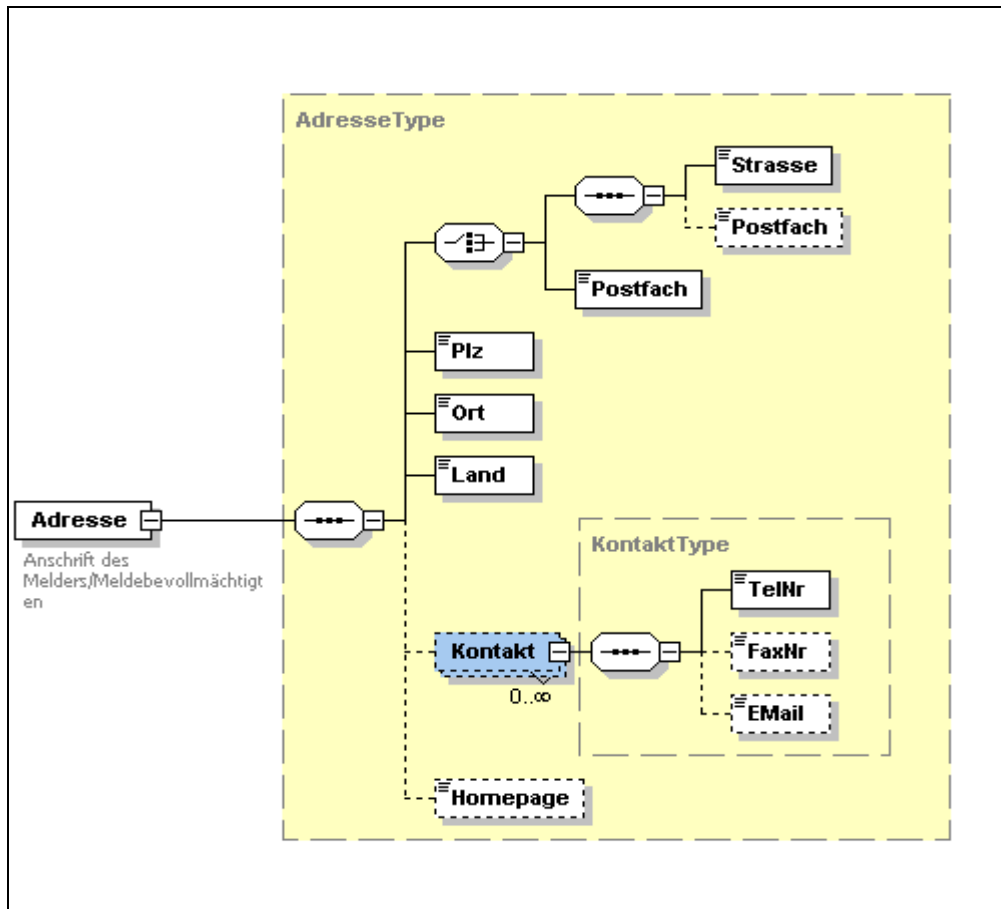 AdresseType
Strasse
Postfach
Postfach
Plz
Ort
Land
Adresse
Anschrift des
Melders/Meldebevollmächtigt
en
KontaktType
TelNr
Kontakt
FaxNr
0..∞
EMail
Homepage